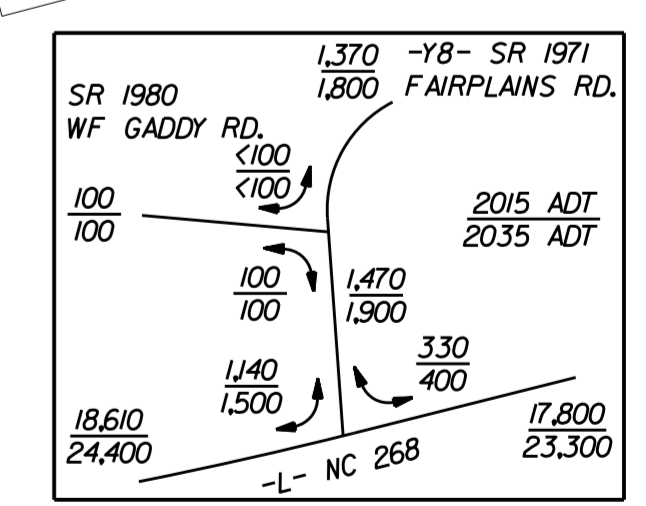 1,370 -Y8- SR 1971
1,800 FAIRPLAINS RD.
SR 1980
WF GADDY RD.
<100
<100
100
100
2015 ADT
2035 ADT
100
100
1,470
1,900
330
400
1,140
1,500
18,610
24,400
17,800
23,300
-L- NC 268